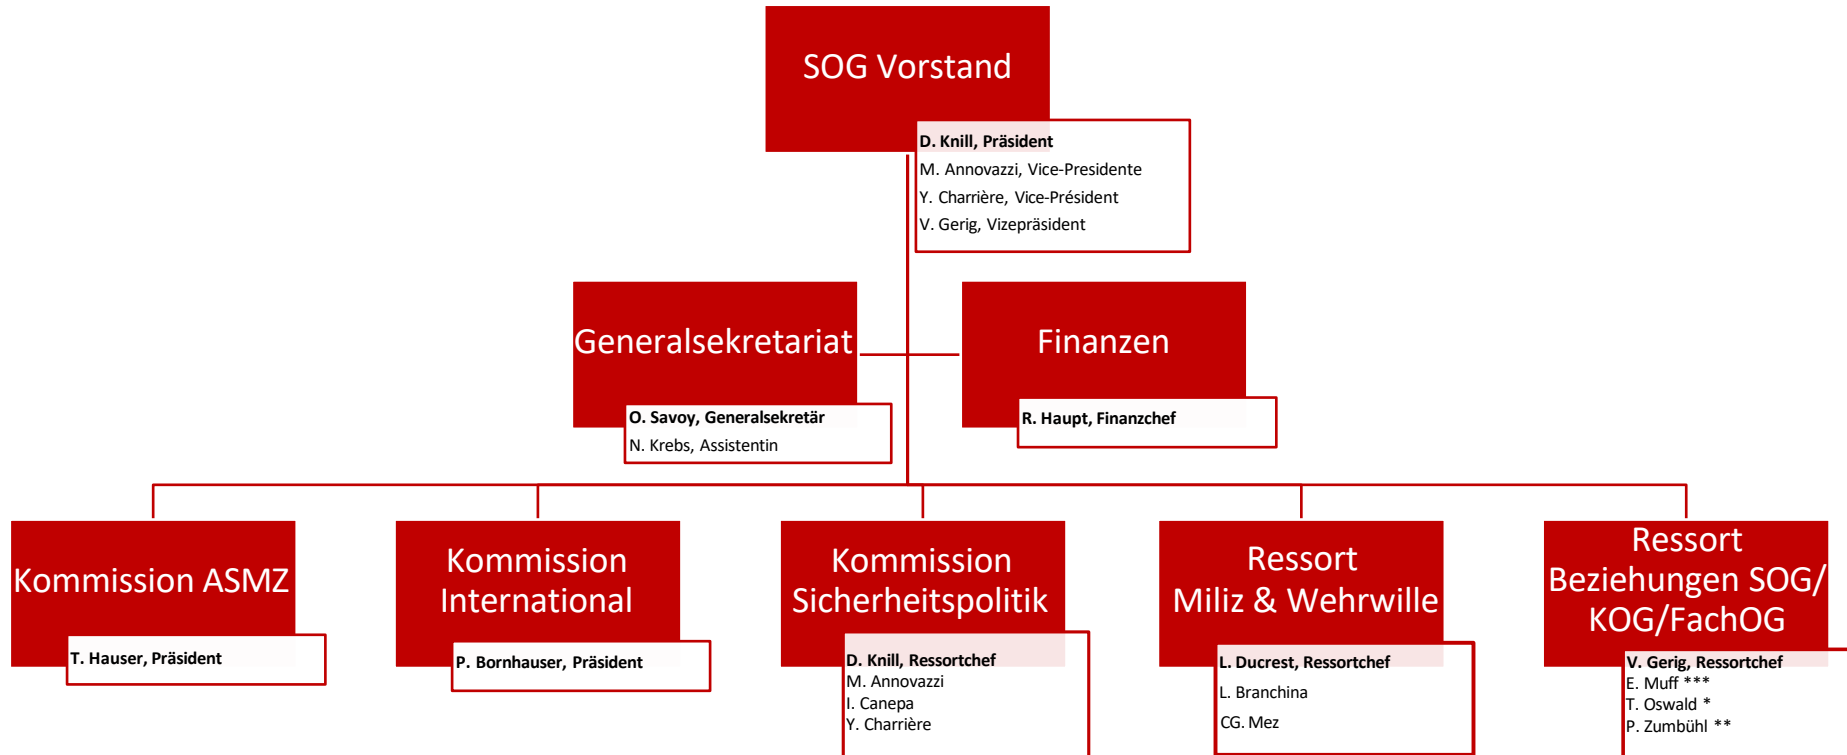 SOG Vorstand
D. Knill, Präsident
M. Annovazzi, Vice-Presidente
Y. Charrière, Vice-Président
V. Gerig, Vizepräsident
Generalsekretariat
O. Savoy, Generalsekretär
N. Krebs, Assistentin
Finanzen
R. Haupt, Finanzchef
Kommission ASMZ
T. Hauser, Präsident
Kommission
International
P. Bornhauser, Präsident
Kommission
Sicherheitspolitik
D. Knill, Ressortchef
M. Annovazzi
I. Canepa
Y. Charrière
Ressort
Miliz & Wehrwille
L. Ducrest, Ressortchef
L. Branchina
CG. Mez
Ressort
Beziehungen SOG/
KOG/FachOG
V. Gerig, Ressortchef
E. Muff ***
T. Oswald *
P. Zumbühl **